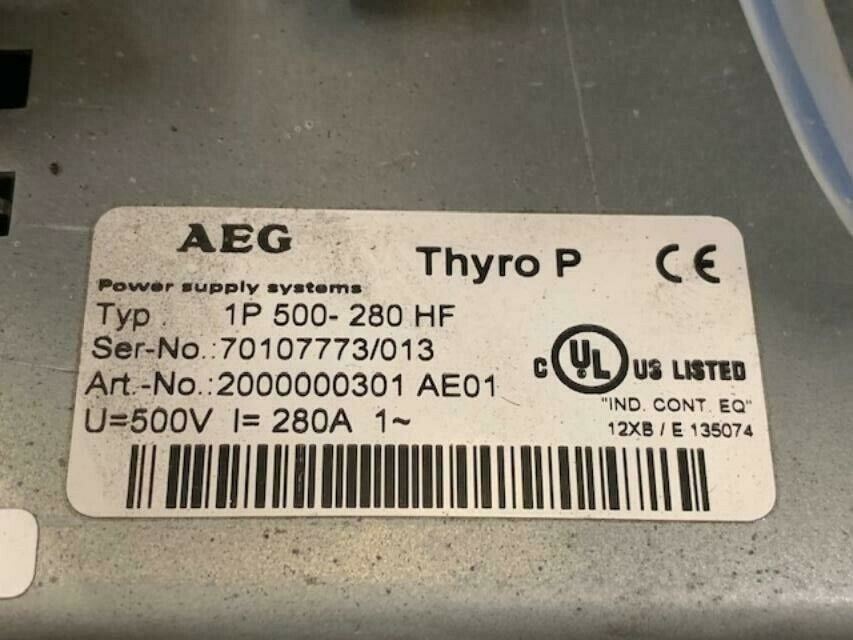 AEG
Thyro P
CE
Power supply systems
Typ . 1P 500- 280 HF
Ser-No.:70107773/013
Art.-No.:2000000301 AE01
U=500V I= 280A 1~
C UL US LISTED
"IND. CONT. EQ"
12XB / E 135074